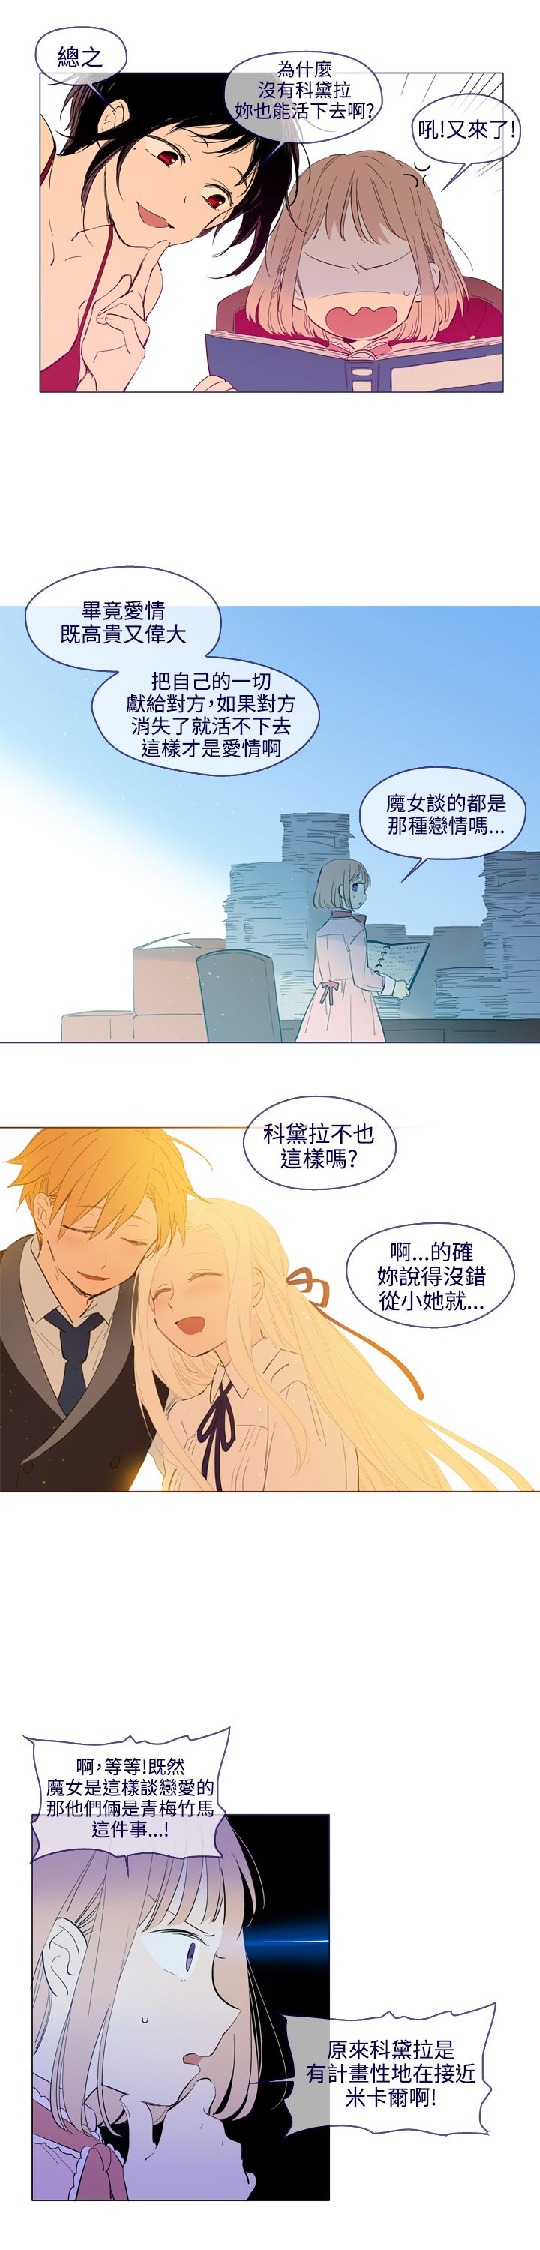 總之
為什麼
沒有科黛拉
妳也能活下去啊?
吼!又來了!
畢竟愛情
既高貴又偉大
把自己的一切
獻給對方,如果對方
消失了就活不下去
這樣才是愛情啊
魔女談的都是
那種戀情嗎...
科黛拉不也
這樣嗎?
啊...的確
妳說得沒錯
從小她就...
啊,等等!既然
魔女是這樣談戀愛的
那他們倆是青梅竹馬
這件事...!
原來科黛拉是
有計畫性地在接近
米卡爾啊!